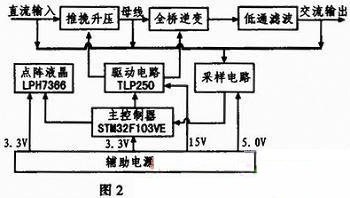 直流输入
推挽升压
母线
全桥逆变
低通滤波
交流输出
点阵液晶
LPH7366
驱动电路
TLP250
采样电路
主控制器
STM32F103VE
3.3V
3.3V
15V
5.0V
辅助电源
图2